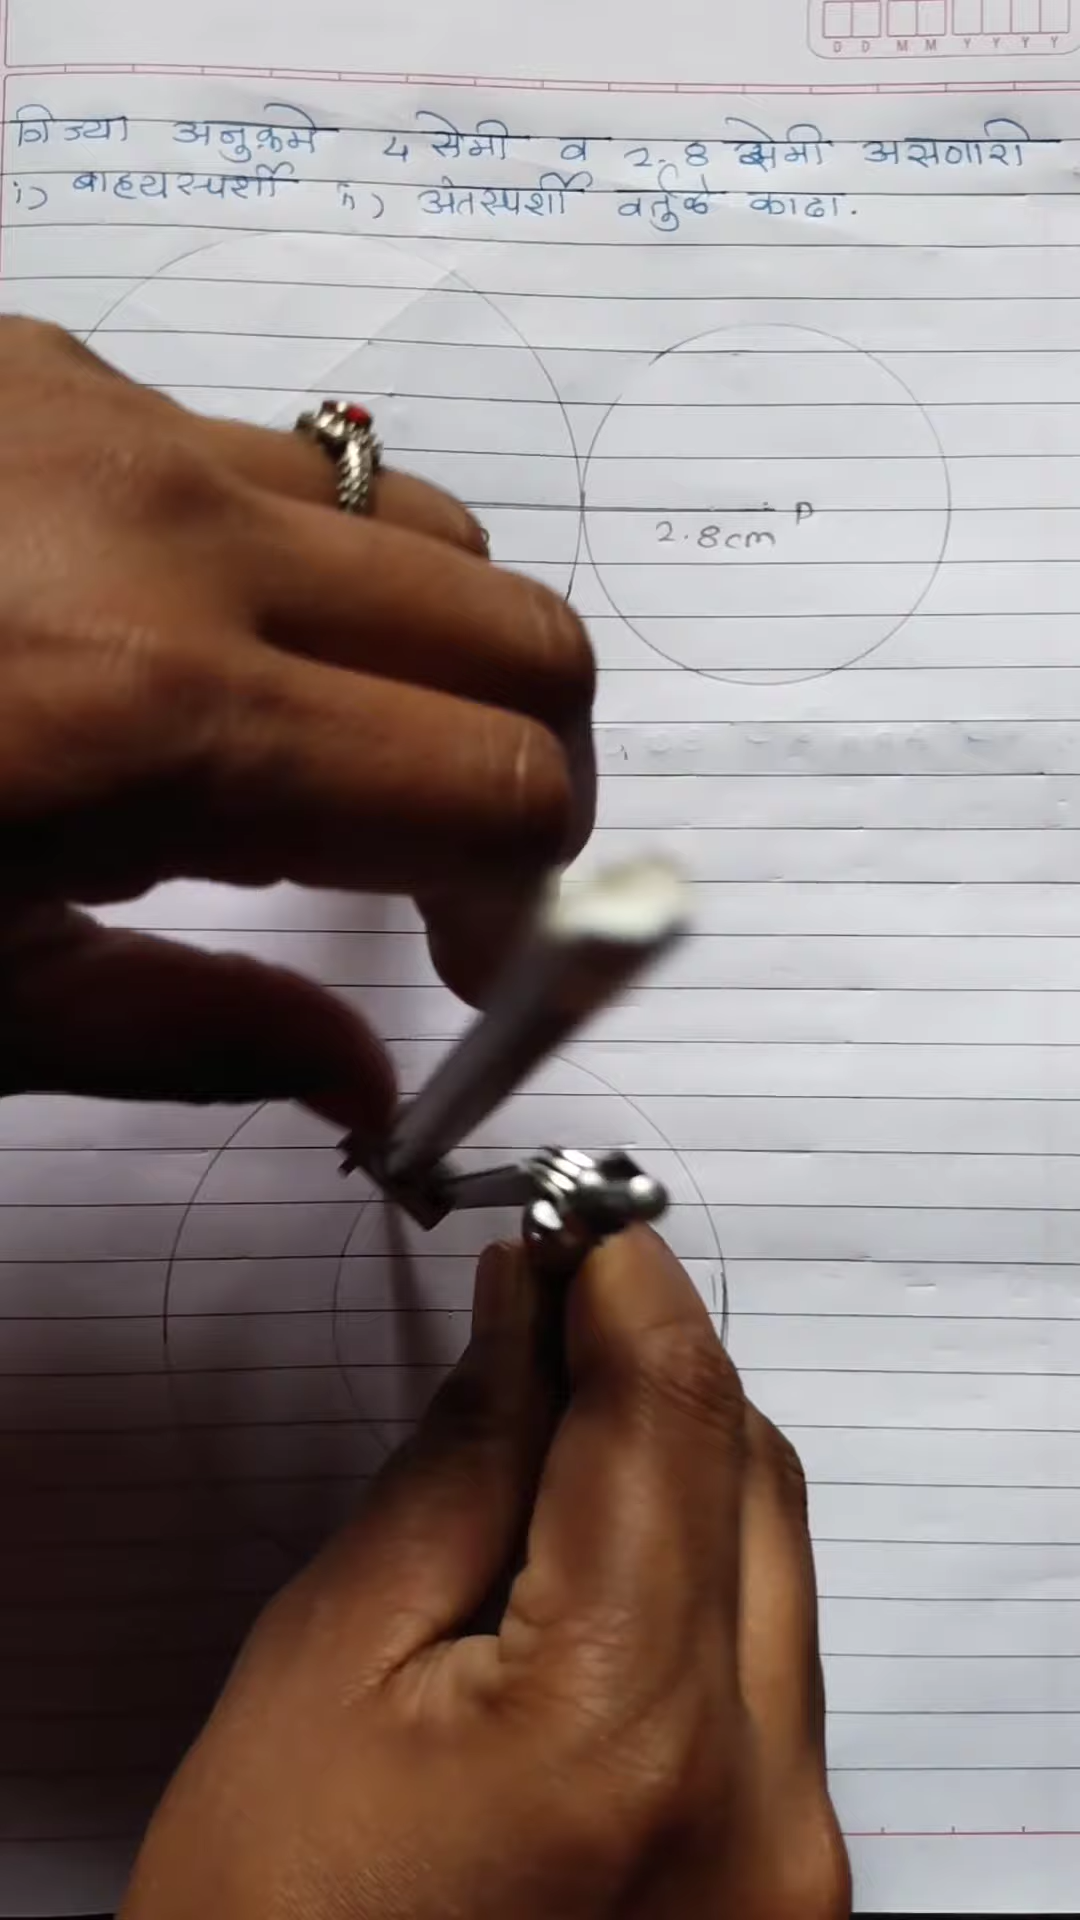 D D M M Y Y Y Y
त्रिज्या अनुक्रमे 4 सेमी व 2.8 सेमी असणारी
i) बाह्यस्पर्शी ii) अंतस्पर्शी वर्तुळे काढा.
P
2.8cm